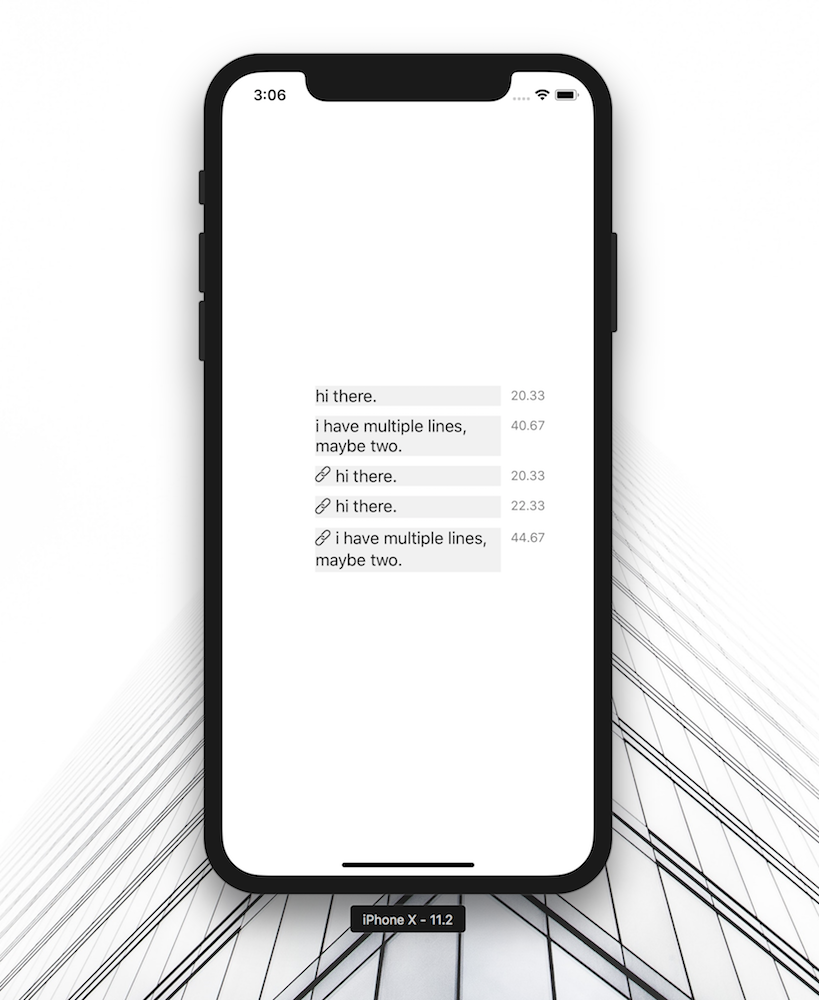 3:06
hi there. 20.33
i have multiple lines, 40.67
maybe two.
hi there. 20.33
hi there. 22.33
i have multiple lines, 44.67
maybe two.
iPhone X - 11.2